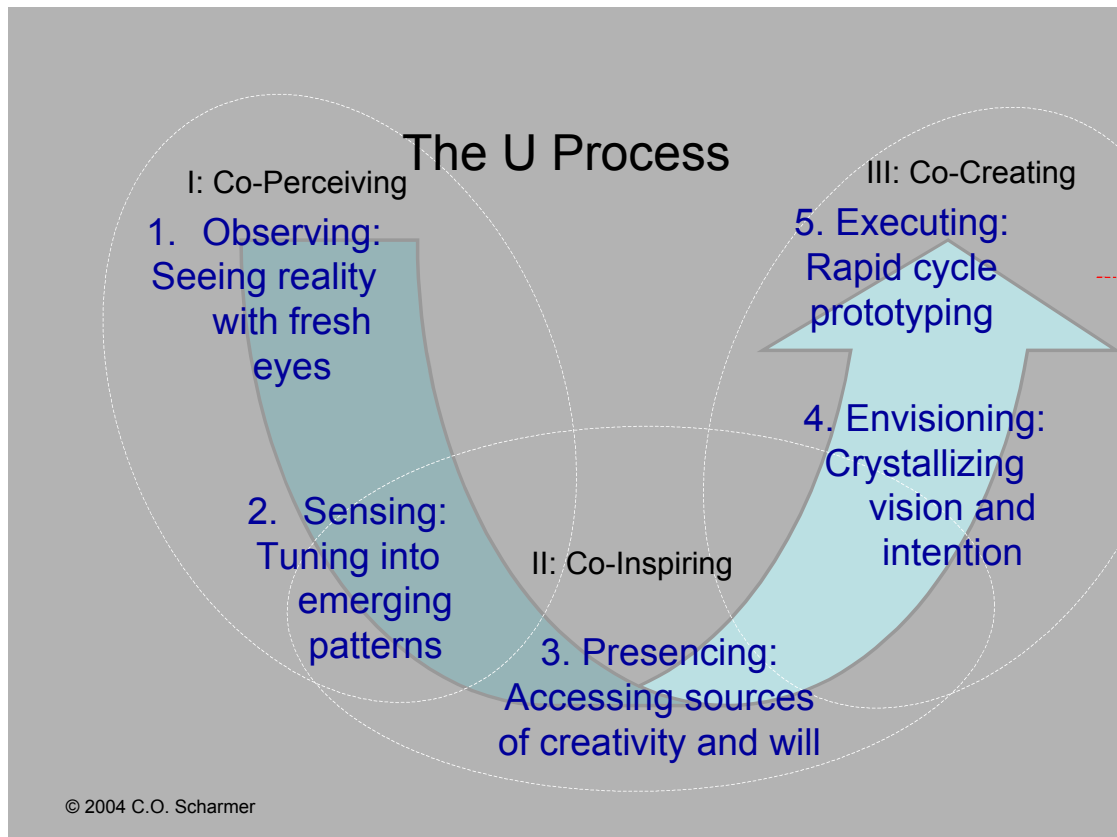 The U Process
I: Co-Perceiving
1. Observing:
Seeing reality
with fresh
eyes
2. Sensing:
Tuning into
emerging
patterns
II: Co-Inspiring
3. Presencing:
Accessing sources
of creativity and will
III: Co-Creating
5. Executing:
Rapid cycle
prototyping
4. Envisioning:
Crystallizing
vision and
intention
© 2004 C.O. Scharmer